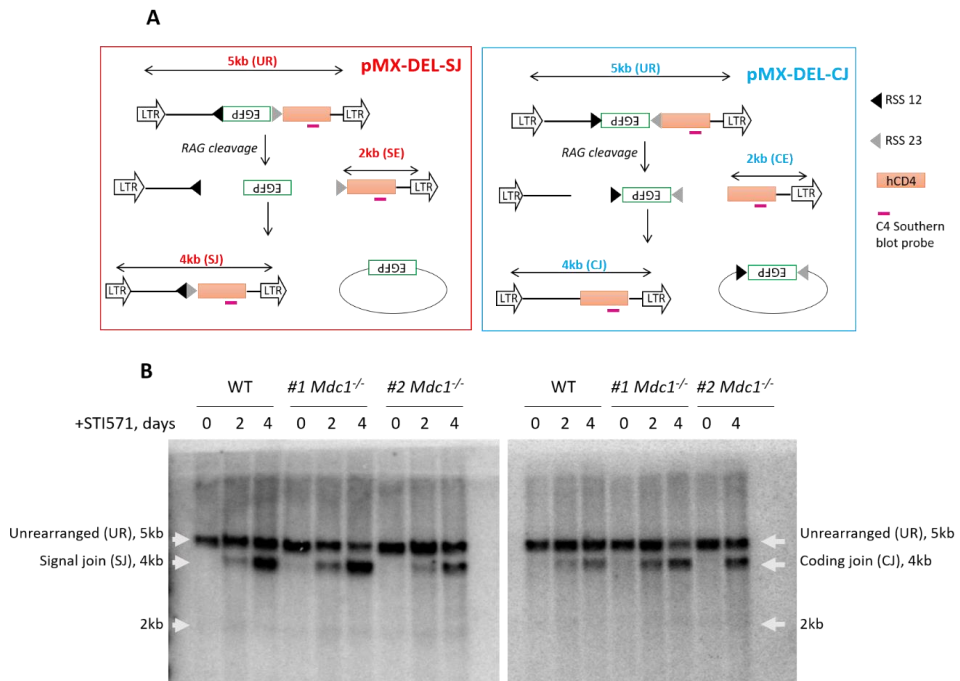 A
pMX-DEL-SJ
5kb (UR)
LTR
EGFP
LTR
RAG cleavage
2kb (SE)
LTR
EGFP
LTR
4kb (SJ)
LTR
LTR
EGFP
pMX-DEL-CJ
5kb (UR)
LTR
EGFP
LTR
RAG cleavage
2kb (CE)
LTR
EGFP
LTR
4kb (CJ)
LTR
LTR
EGFP
RSS 12
RSS 23
hCD4
C4 Southern
blot probe
B
WT #1 Mdc1-/- #2 Mdc1-/- WT #1 Mdc1-/- #2 Mdc1-/-
+STI571, days 0 2 4 0 2 4 0 2 4 0 2 4 0 2 4 0 4
Unrearranged (UR), 5kb
Signal join (SJ), 4kb
2kb
Unrearranged (UR), 5kb
Coding join (CJ), 4kb
2kb